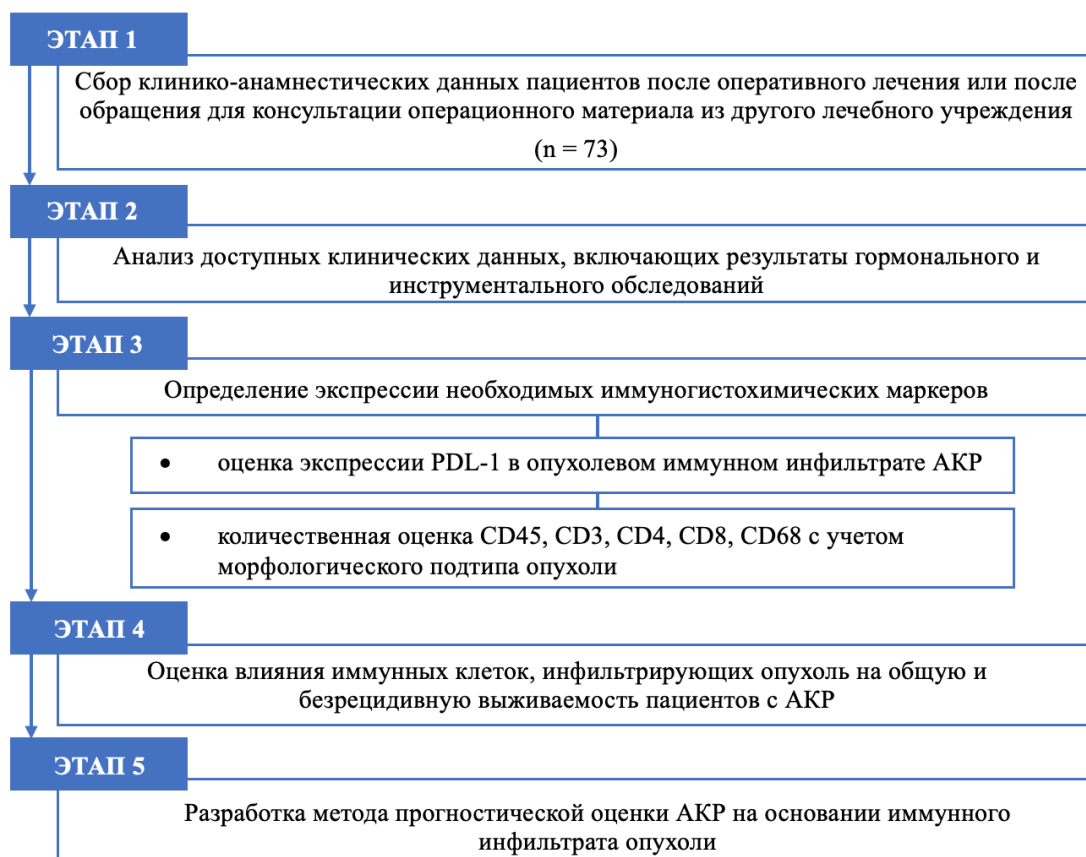 ЭТАП 1
Сбор клинико-анамнестических данных пациентов после оперативного лечения или после
обращения для консультации операционного материала из другого лечебного учреждения
(n = 73)
ЭТАП 2
Анализ доступных клинических данных, включающих результаты гормонального и
инструментального обследований
ЭТАП 3
Определение экспрессии необходимых иммуногистохимических маркеров
• оценка экспрессии PDL-1 в опухолевом иммунном инфильтрате АКР
• количественная оценка CD45, CD3, CD4, CD8, CD68 с учетом
морфологического подтипа опухоли
ЭТАП 4
Оценка влияния иммунных клеток, инфильтрирующих опухоль на общую и
безрецидивную выживаемость пациентов с АКР
ЭТАП 5
Разработка метода прогностической оценки АКР на основании иммунного
инфильтрата опухоли